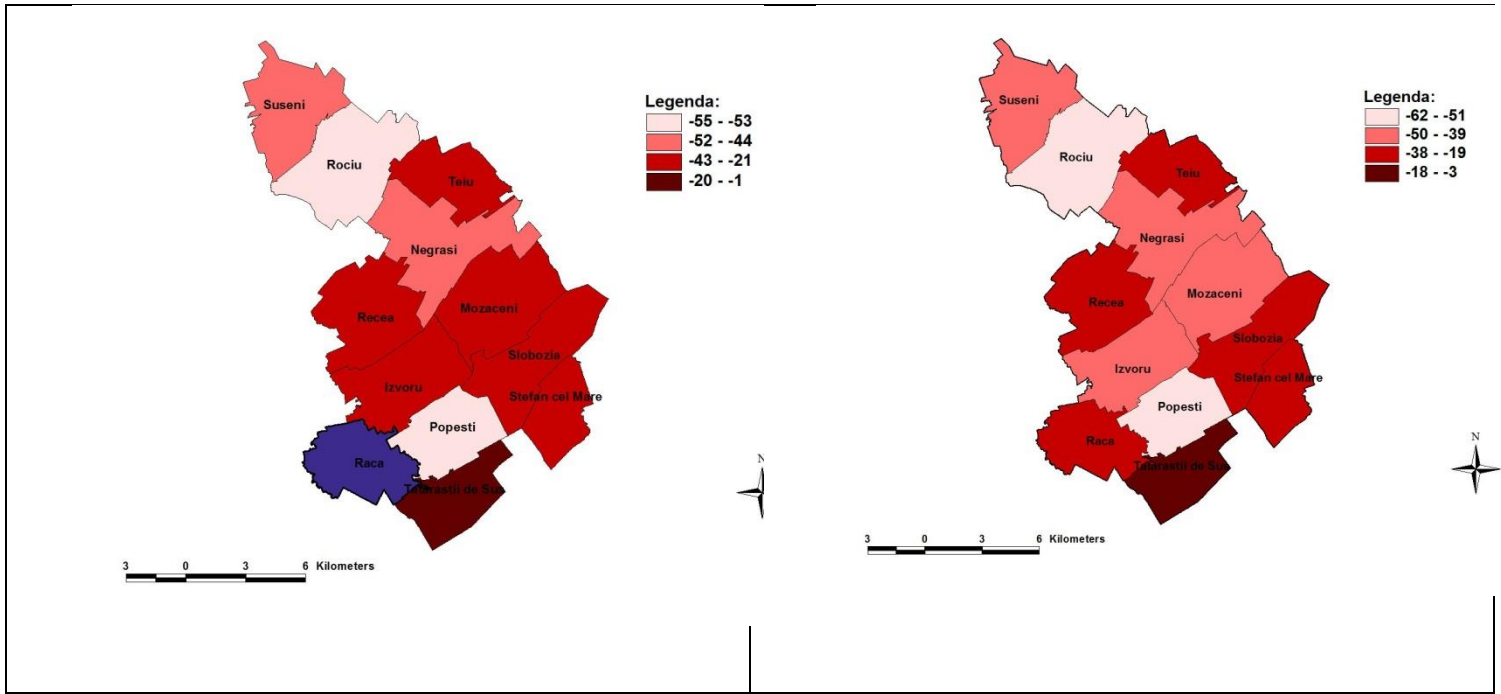 Suseni
Rociu
Teiu
Negrasi
Recea
Mozaceni
Slobozia
Izvoru
Stefan cel Mare
Popesti
Raca
Legenda:
-55 - -53
-52 - -44
-43 - -21
-20 - -1
N
3 0 3 6 Kilometers
Suseni
Rociu
Teiu
Negrasi
Recea
Mozaceni
Slobozia
Izvoru
Stefan cel Mare
Popesti
Raca
Legenda:
-62 - -51
-50 - -39
-38 - -19
-18 - -3
N
3 0 3 6 Kilometers